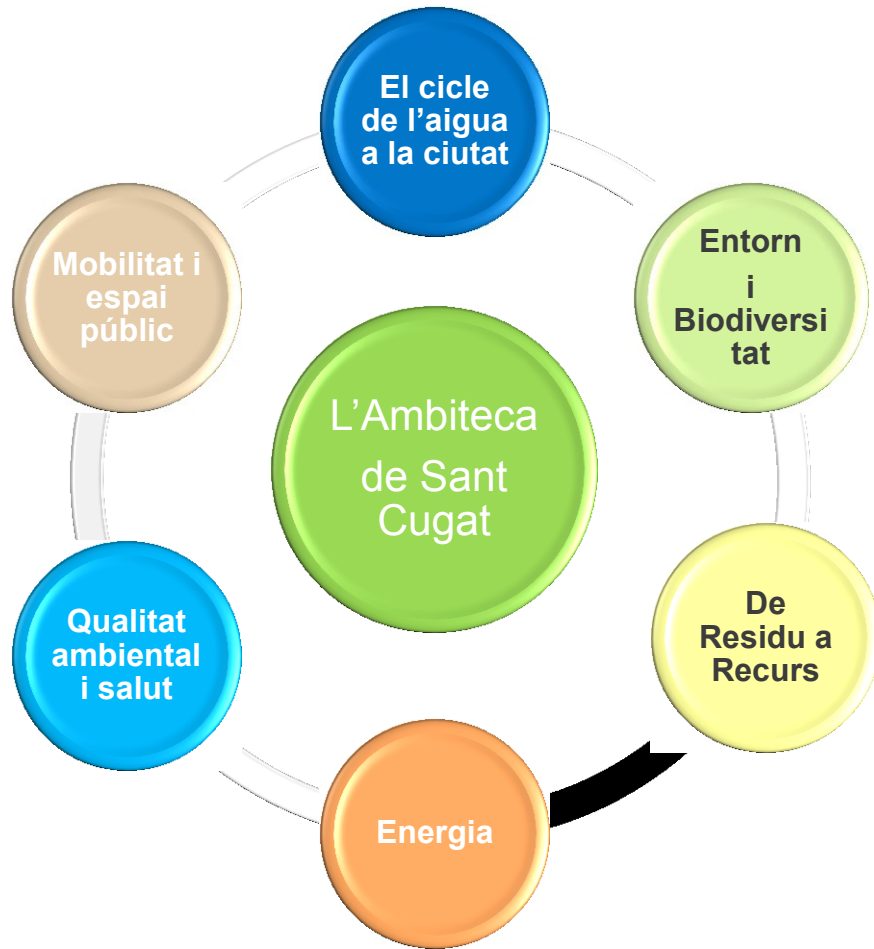 El cicle
de l’aigua
a la ciutat
Entorn
i
Biodiversi
tat
De
Residu a
Recurs
Energia
Qualitat
ambiental
i salut
Mobilitat i
espai
públic
L’Ambiteca
de Sant
Cugat